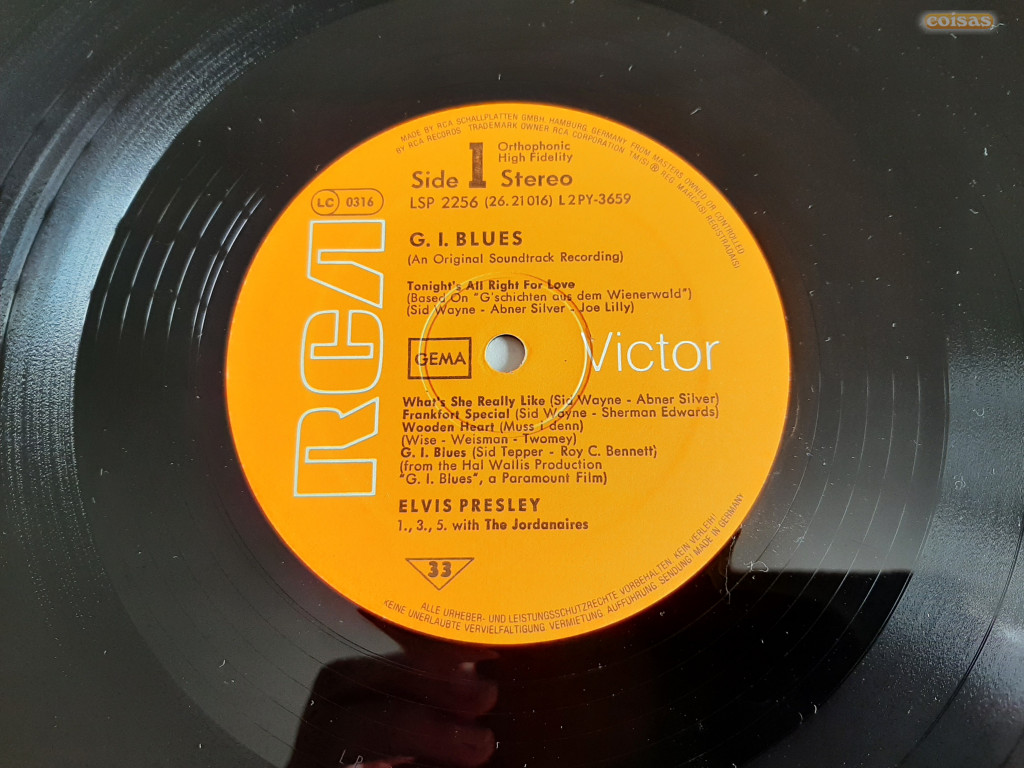 coisas
MADE BY RCA SCHALLPLATTEN GMBH, HAMBURG, GERMANY, FROM MASTERS OWNED OR CONTROLLED
BY RCA RECORDS. TRADEMARK OWNER RCA CORPORATION TM(S) ® REG. MARCA(S) REGISTRADA(S)
Orthophonic
High Fidelity
Side 1 Stereo
LC 0316
LSP 2256 (26.21016) L2PY-3659
RCA
G. I. BLUES
(An Original Soundtrack Recording)
Tonight's All Right For Love
(Based On "G'schichten aus dem Wienerwald")
(Sid Wayne - Abner Silver - Joe Lilly)
GEMA
Victor
What's She Really Like (Sid Wayne - Abner Silver)
Frankfort Special (Sid Wayne - Sherman Edwards)
Wooden Heart (Muss i denn)
(Wise - Weisman - Twomey)
G. I. Blues (Sid Tepper - Roy C. Bennett)
(from the Hal Wallis Production
"G. I. Blues", a Paramount Film)
ELVIS PRESLEY
1., 3., 5. with The Jordanaires
33
ALLE URHEBER- UND LEISTUNGSSCHUTZRECHTE VORBEHALTEN. KEIN VERLEIH!
KEINE UNERLAUBTE VERVIELFÄLTIGUNG, VERMIETUNG, AUFFÜHRUNG, SENDUNG! MADE IN GERMANY